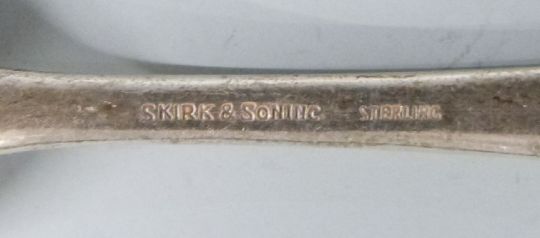 S KIRK & SON INC STERLING